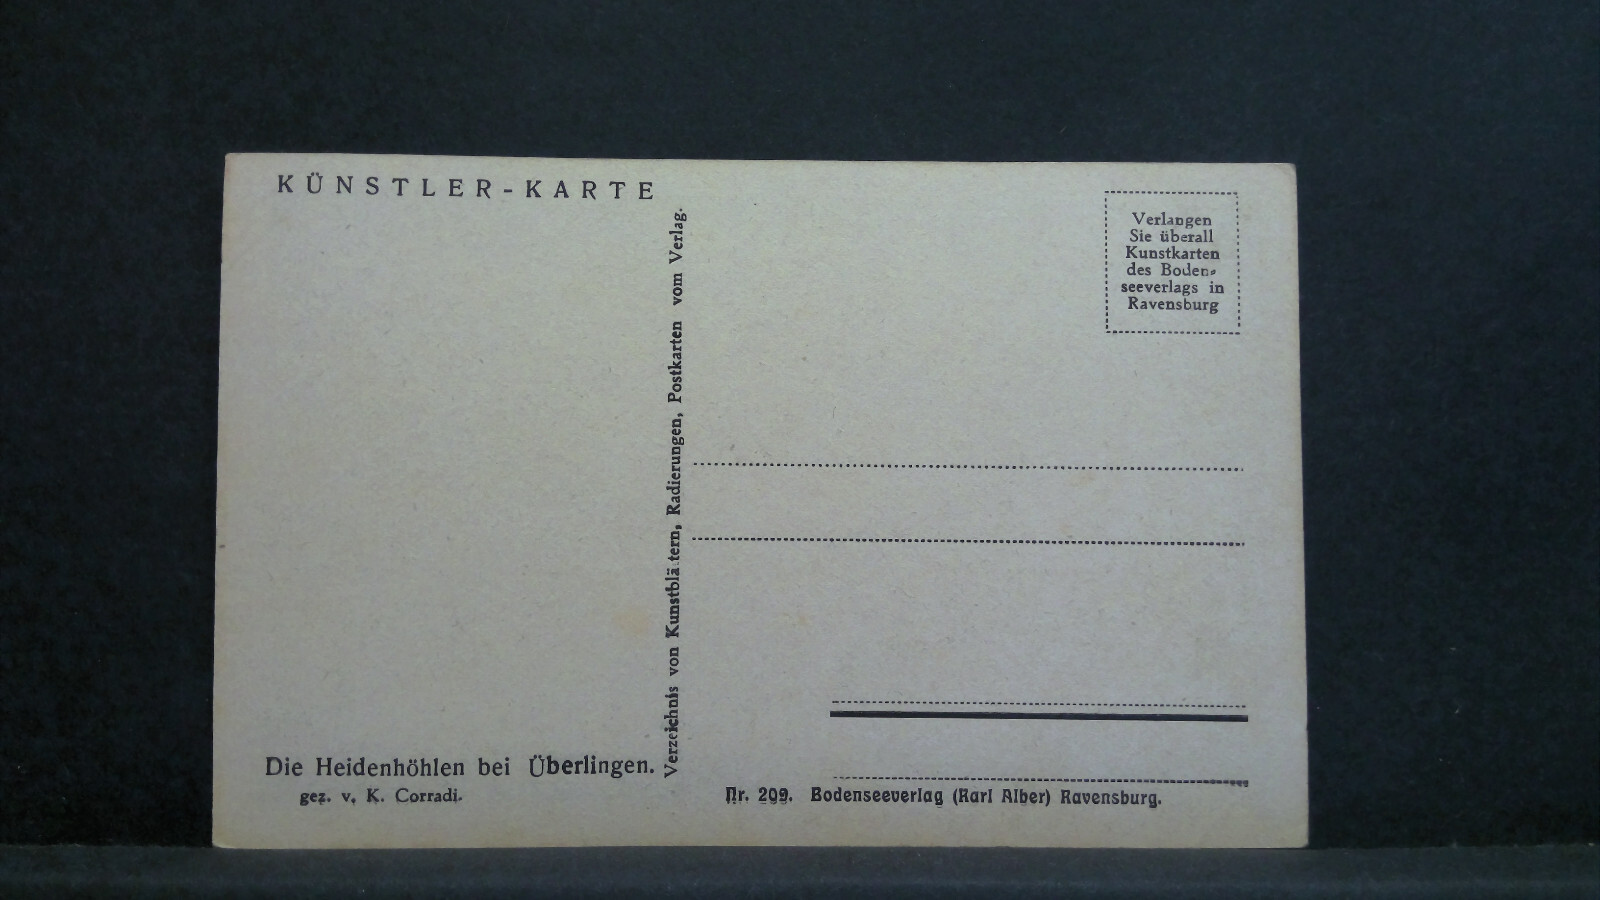 KÜNSTLER-KARTE
Verlangen
Sie überall
Kunstkarten
des Boden-
seeverlags in
Ravensburg
Verzeichnis von Kunstblättern, Radierungen, Postkarten vom Verlag.
Die Heidenhöhlen bei Überlingen.
gez. v. K. Corradi.
Nr. 209. Bodenseeverlag (Karl Alber) Ravensburg.